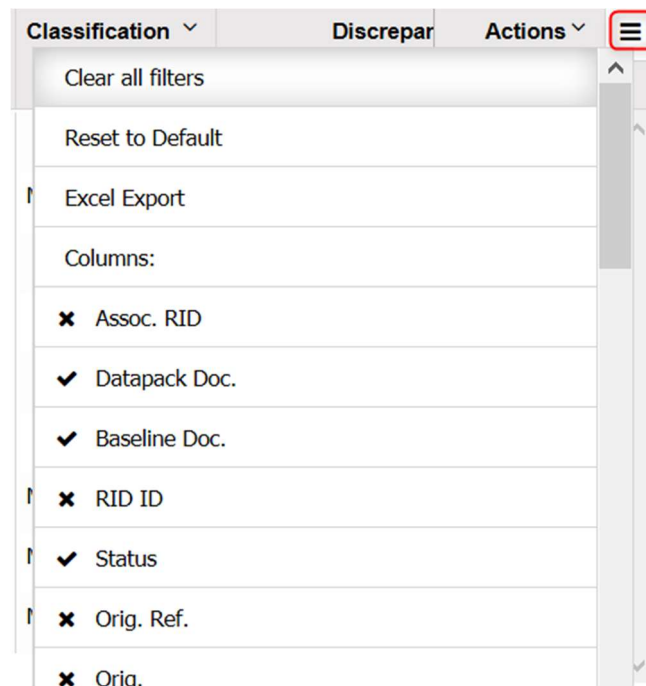 Classification Discrepar Actions
Clear all filters
Reset to Default
Excel Export
Columns:
Assoc. RID
Datapack Doc.
Baseline Doc.
RID ID
Status
Orig. Ref.
Orig.